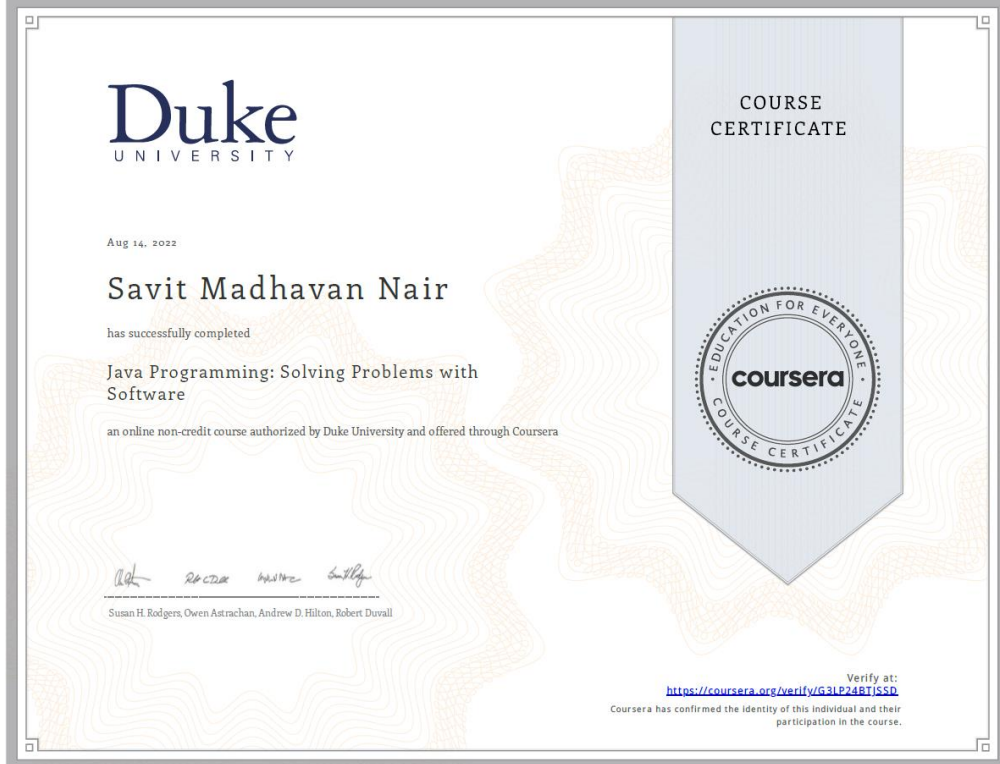 Duke
UNIVERSITY
COURSE
CERTIFICATE
Aug 14, 2022
Savit Madhavan Nair
has successfully completed
Java Programming: Solving Problems with
Software
an online non-credit course authorized by Duke University and offered through Coursera
EDUCATION FOR EVERYONE
coursera
COURSE CERTIFICATE
Susan H. Rodgers, Owen Astrachan, Andrew D. Hilton, Robert Duvall
Verify at:
https://coursera.org/verify/G3LP24BTJSSD
Coursera has confirmed the identity of this individual and their
participation in the course.